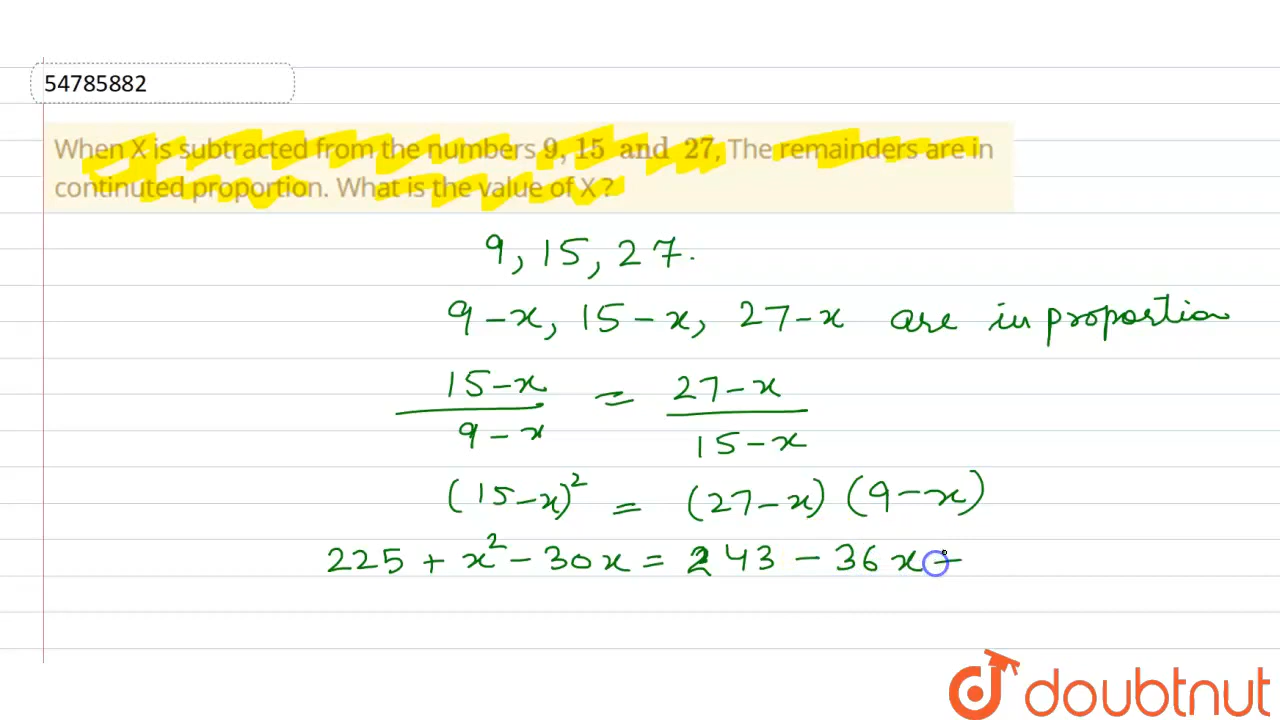 54785882
When X is subtracted from the numbers 9, 15 and 27, The remainders are in
continuted proportion. What is the value of X ?
9, 15, 27.
9-x, 15-x, 27-x are in proportion
15-x / 9-x = 27-x / 15-x
(15-x)² = (27-x) (9-x)
225 + x² - 30x = 243 - 36x +
doubtnut